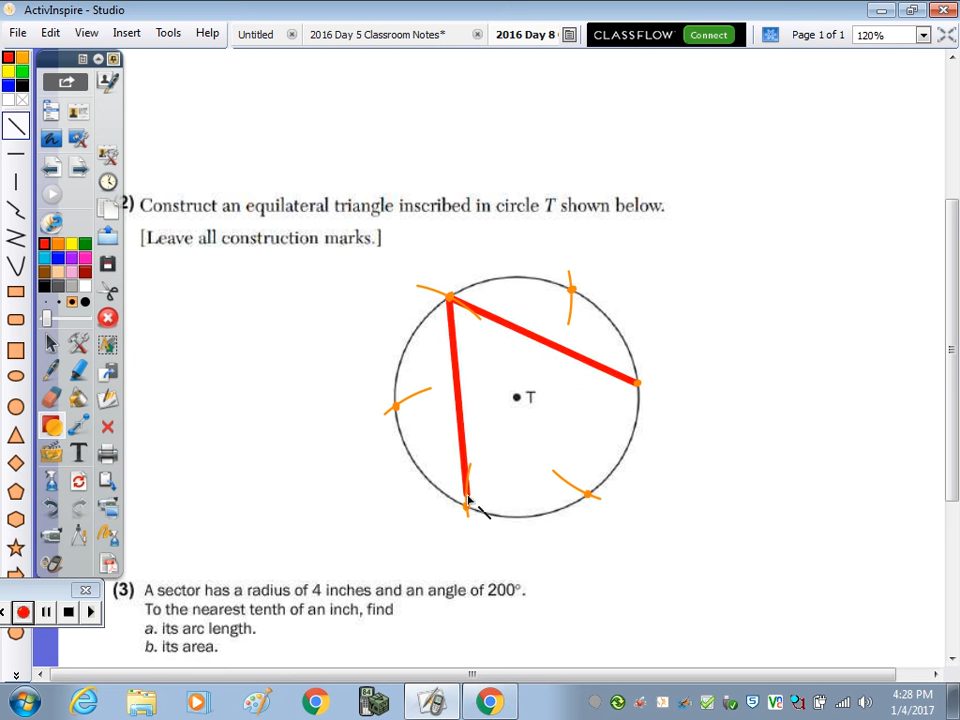 ActivInspire - Studio
File Edit View Insert Tools Help
Untitled
2016 Day 5 Classroom Notes*
2016 Day 8
CLASSFLOW Connect
Page 1 of 1
120%
2) Construct an equilateral triangle inscribed in circle T shown below.
[Leave all construction marks.]
T
(3) A sector has a radius of 4 inches and an angle of 200°.
To the nearest tenth of an inch, find
a. its arc length.
b. its area.
4:28 PM
1/4/2017